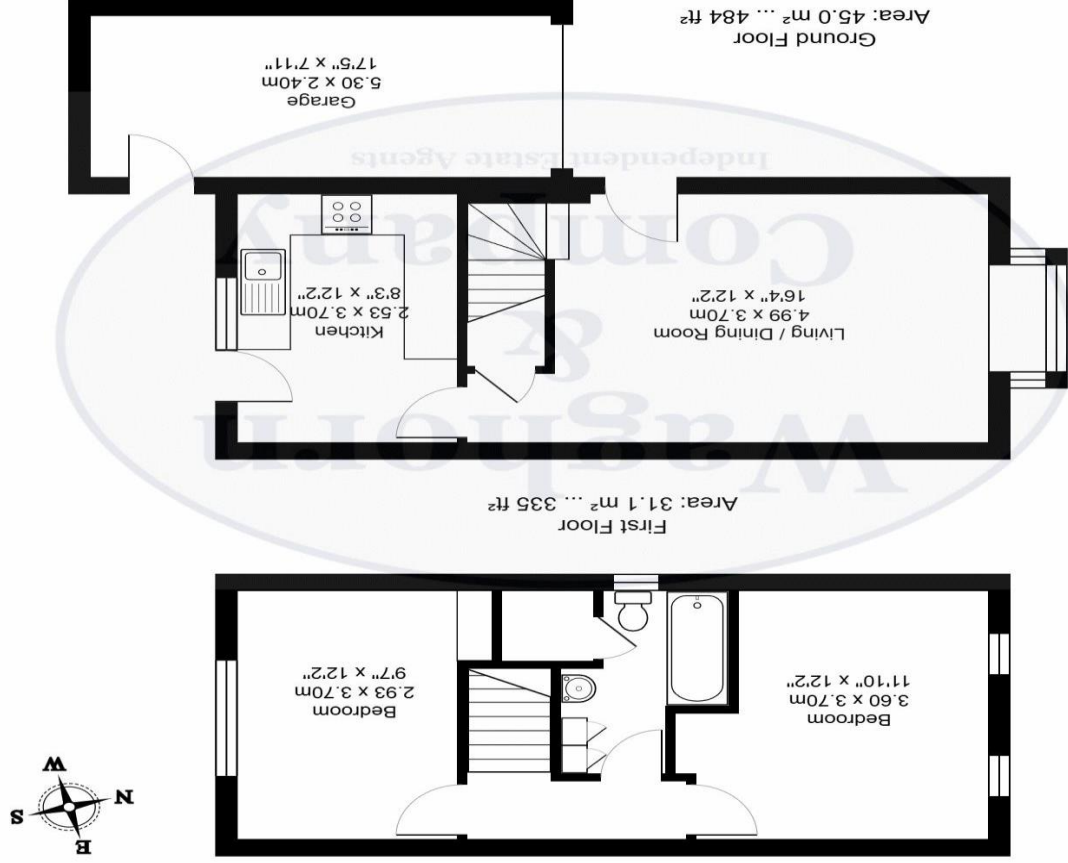 E
N
S
W
Bedroom
3.60 x 3.70m
11'10" x 12'2"
Bedroom
2.93 x 3.70m
9'7" x 12'2"
First Floor
Area: 31.1 m² ... 335 ft²
Waghorn
&
Company
Independent Estate Agents
Living / Dining Room
4.99 x 3.70m
16'4" x 12'2"
Kitchen
2.53 x 3.70m
8'3" x 12'2"
Garage
5.30 x 2.40m
17'5" x 7'11"
Ground Floor
Area: 45.0 m² ... 484 ft²